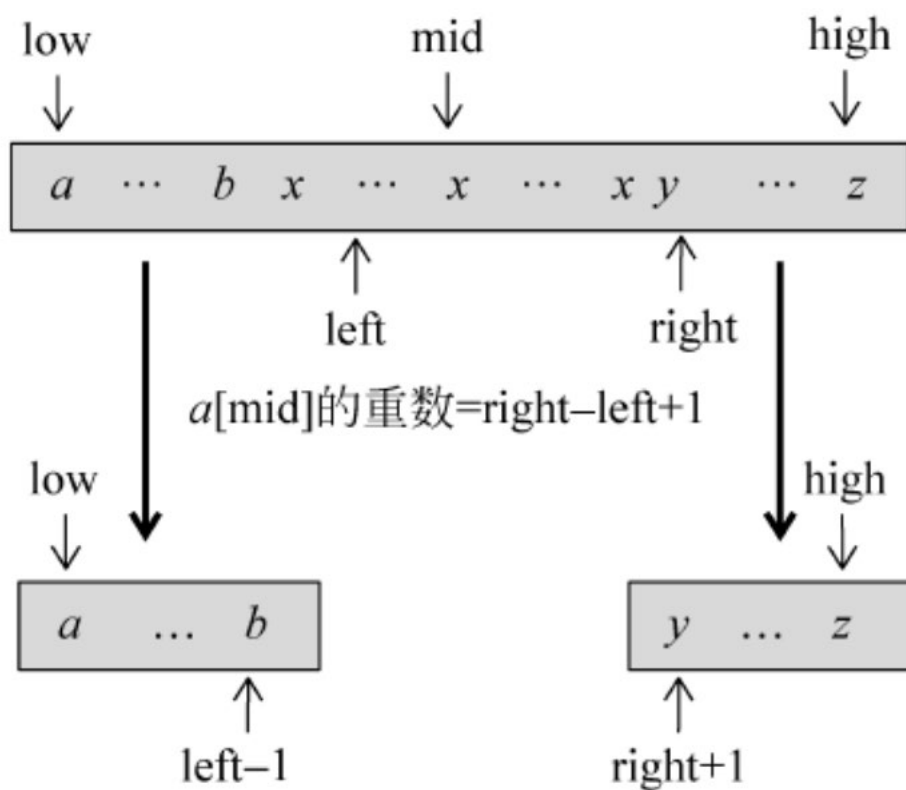 low mid high
a … b x … x … x y … z
left right
a[mid]的重数=right–left+1
low high
a … b y … z
left–1 right+1